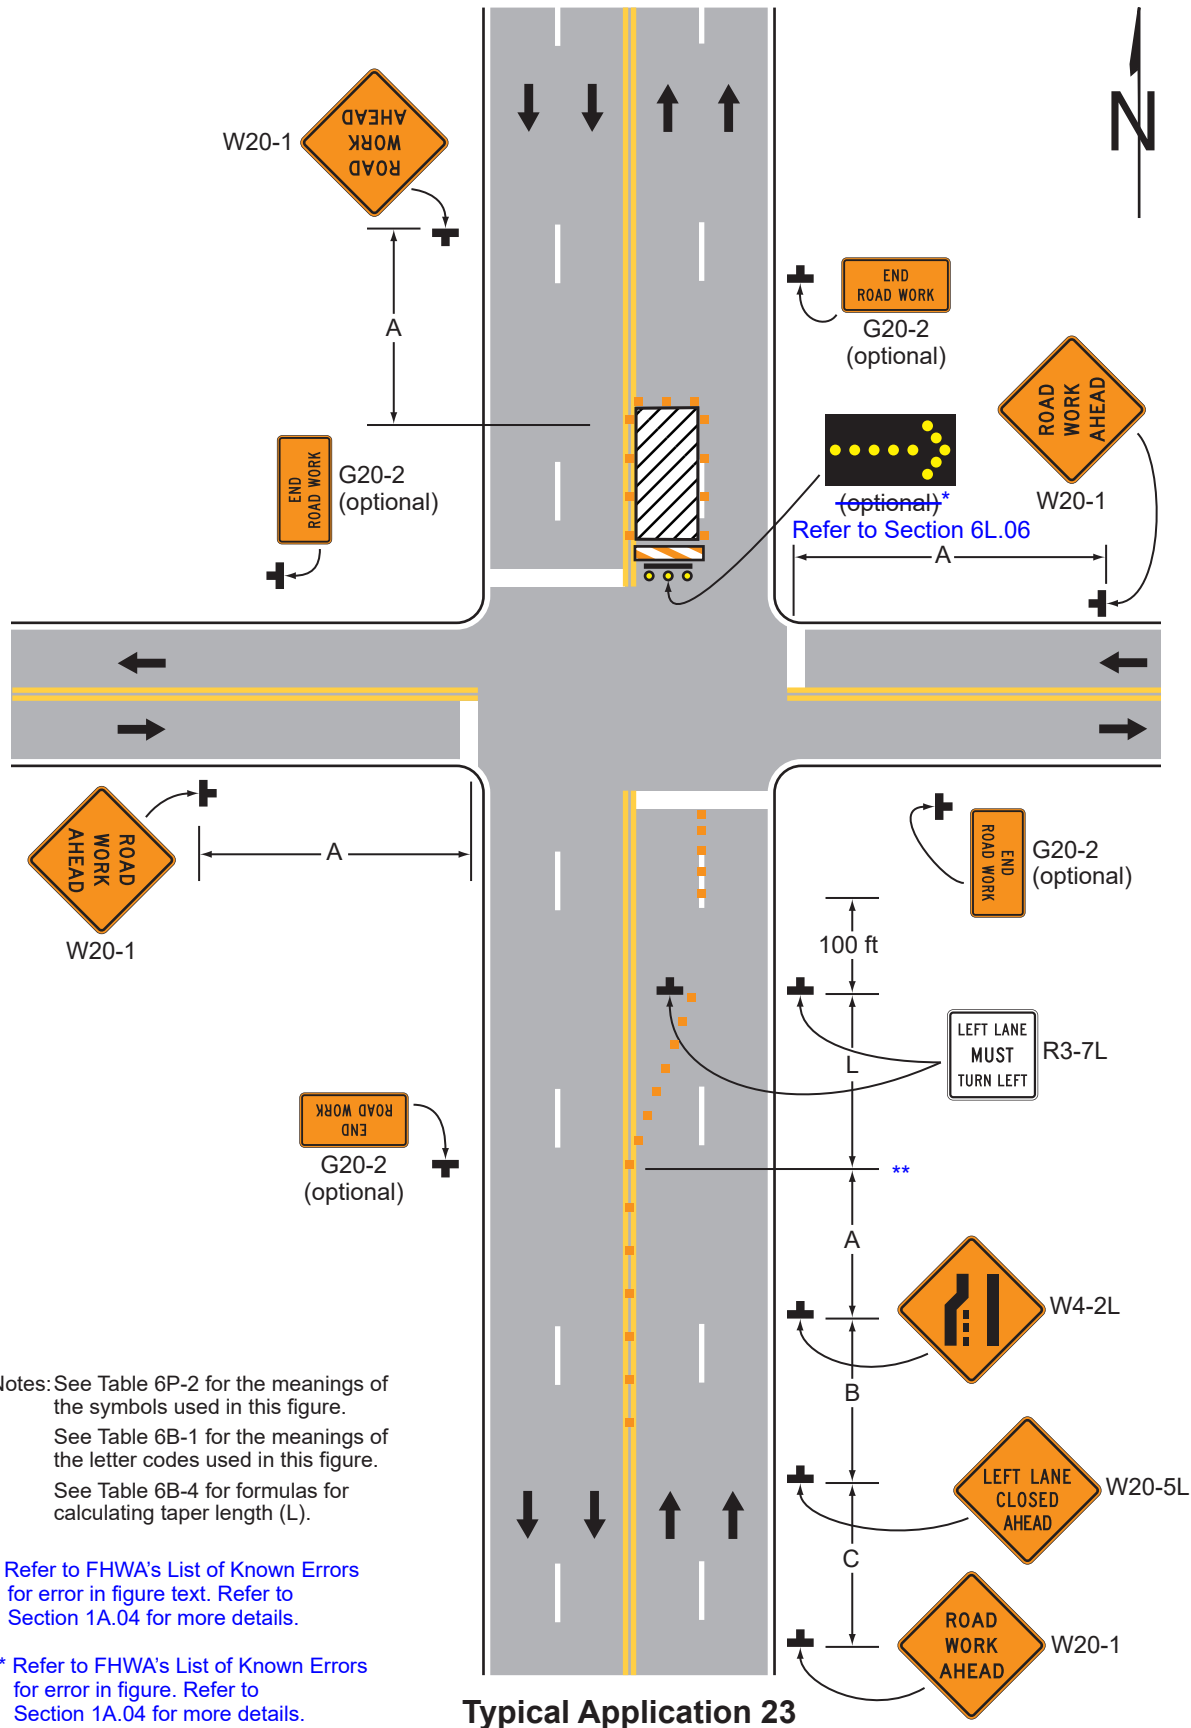 N
ROAD
WORK
AHEAD
W20-1
A
END
ROAD WORK
G20-2
(optional)
ROAD
WORK
AHEAD
W20-1
END
ROAD WORK
G20-2
(optional)
(optional)*
Refer to Section 6L.06
A
ROAD
WORK
AHEAD
W20-1
A
END
ROAD WORK
G20-2
(optional)
100 ft
LEFT LANE
MUST
TURN LEFT
R3-7L
L
END
ROAD WORK
G20-2
(optional)
**
A
W4-2L
B
LEFT LANE
CLOSED
AHEAD
W20-5L
C
ROAD
WORK
AHEAD
W20-1
Notes: See Table 6P-2 for the meanings of
the symbols used in this figure.
See Table 6B-1 for the meanings of
the letter codes used in this figure.
See Table 6B-4 for formulas for
calculating taper length (L).
Refer to FHWA's List of Known Errors
for error in figure text. Refer to
Section 1A.04 for more details.
* Refer to FHWA's List of Known Errors
for error in figure. Refer to
Section 1A.04 for more details.
Typical Application 23